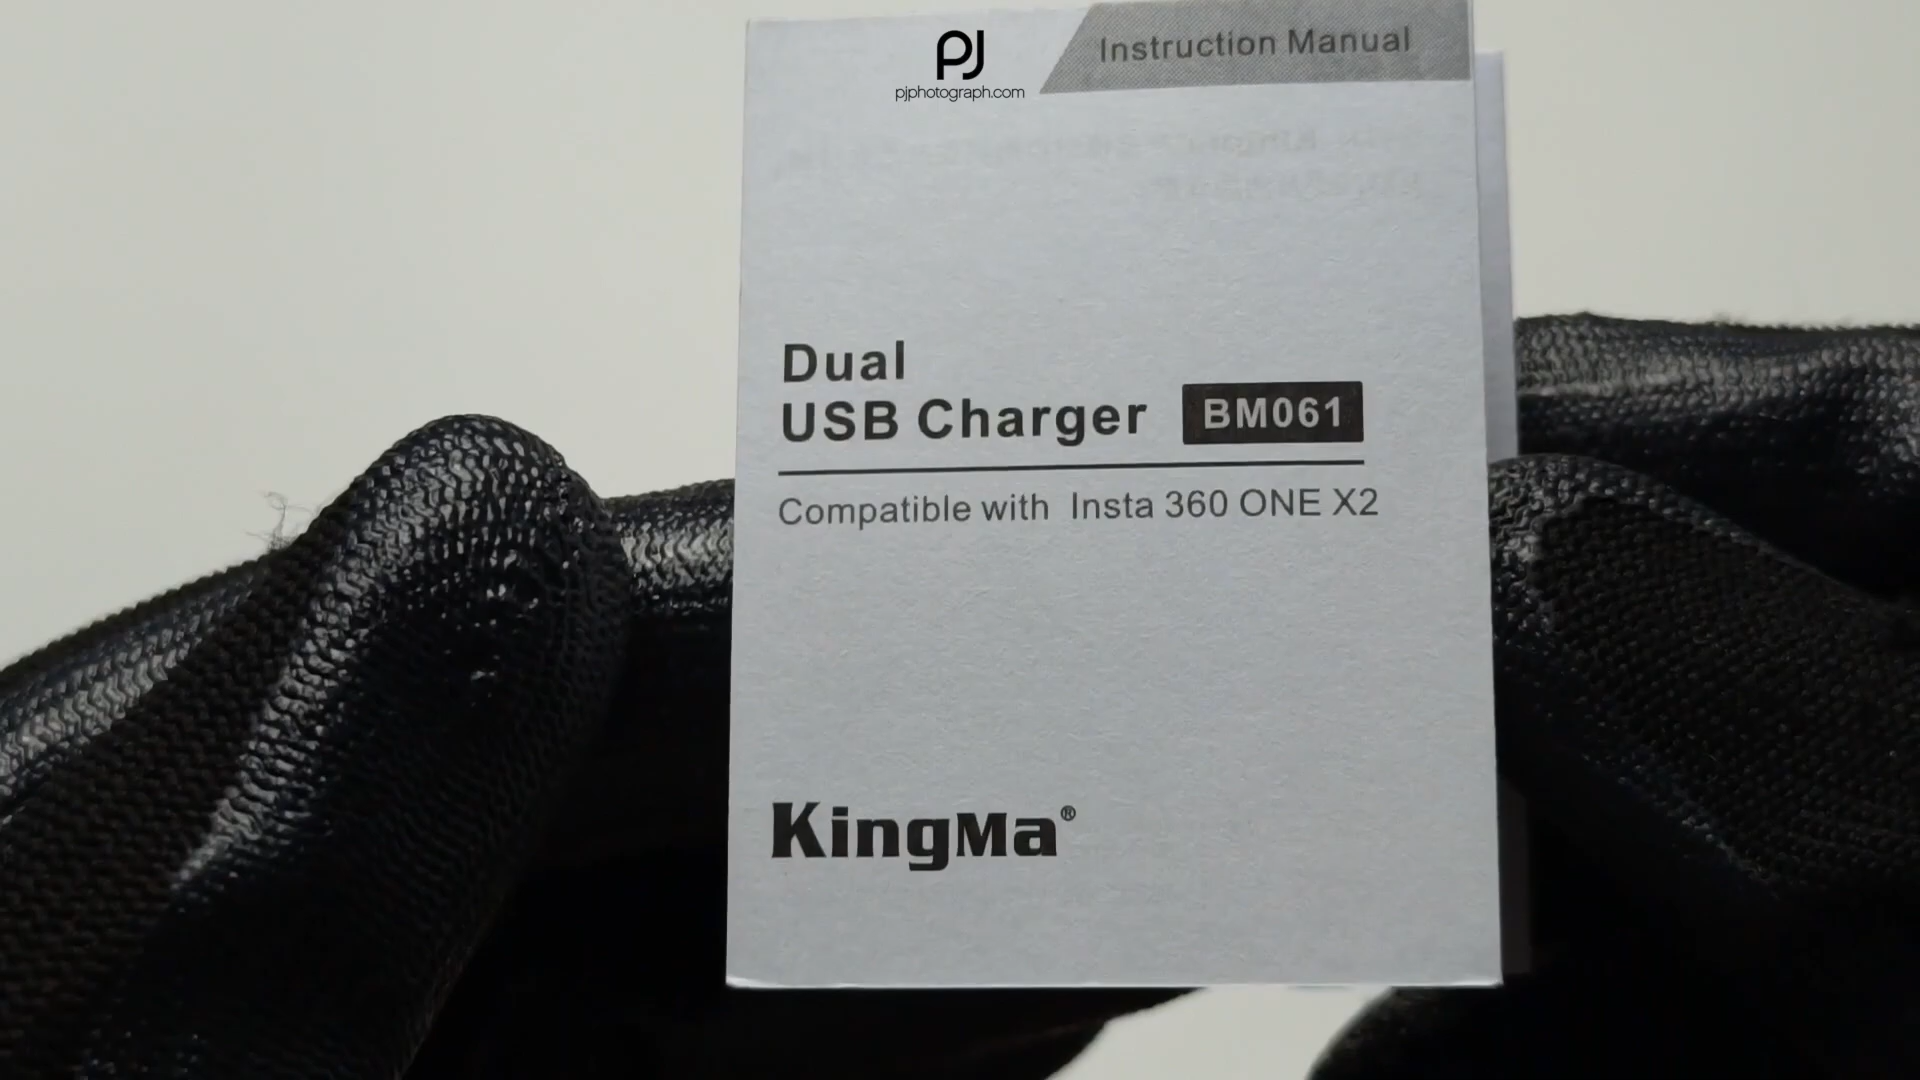 PJ
pjphotograph.com
Instruction Manual
Dual
USB Charger BM061
Compatible with Insta 360 ONE X2
KingMa®